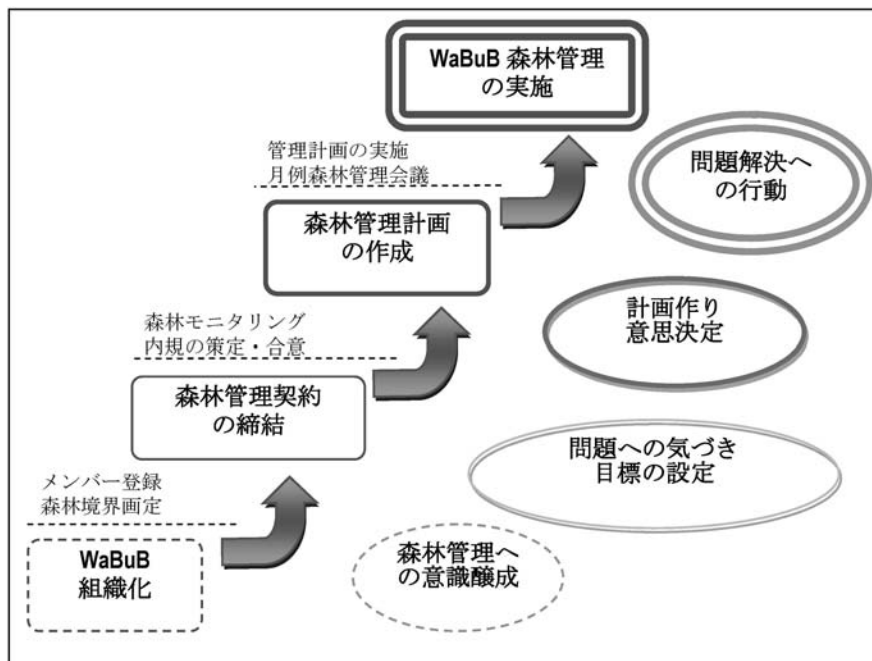 WaBuB 森林管理
の実施
管理計画の実施
月例森林管理会議
問題解決へ
の行動
森林管理計画
の作成
計画作り
意思決定
森林モニタリング
内規の策定・合意
森林管理契約
の締結
問題への気づき
目標の設定
メンバー登録
森林境界画定
WaBuB
組織化
森林管理へ
の意識醸成